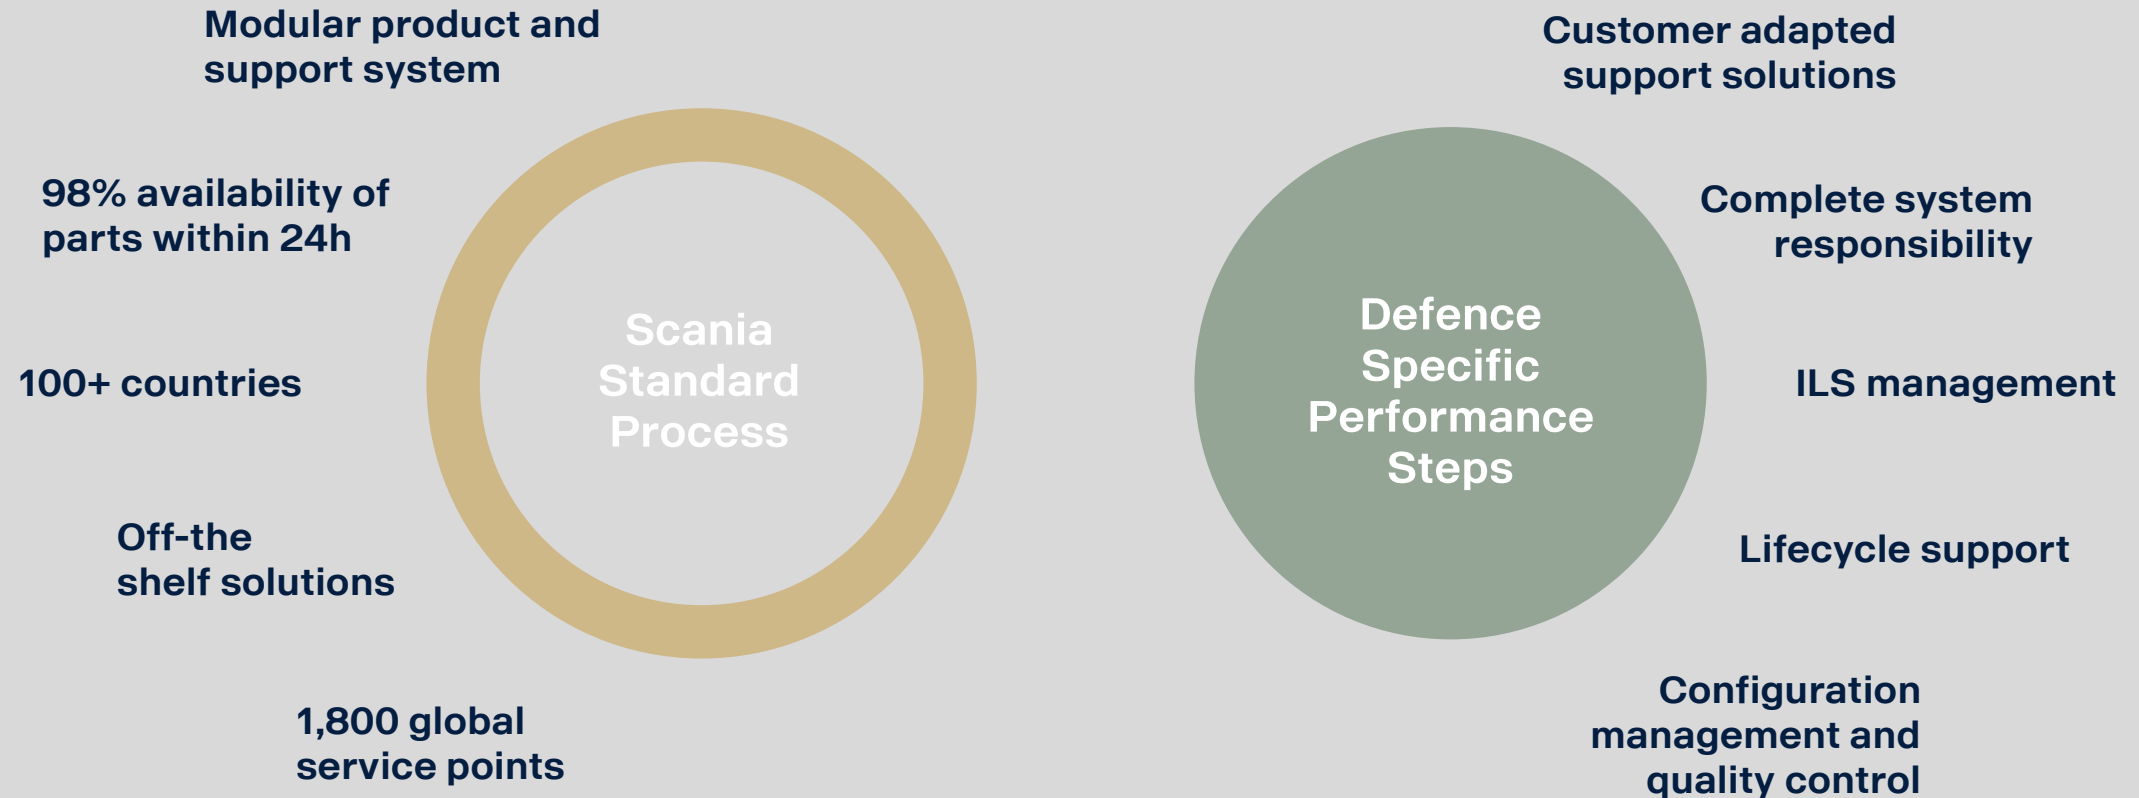 Modular product and
support system
98% availability of
parts within 24h
100+ countries
Off-the
shelf solutions
1,800 global
service points
Scania
Standard
Process
Defence
Specific
Performance
Steps
Customer adapted
support solutions
Complete system
responsibility
ILS management
Lifecycle support
Configuration
management and
quality control